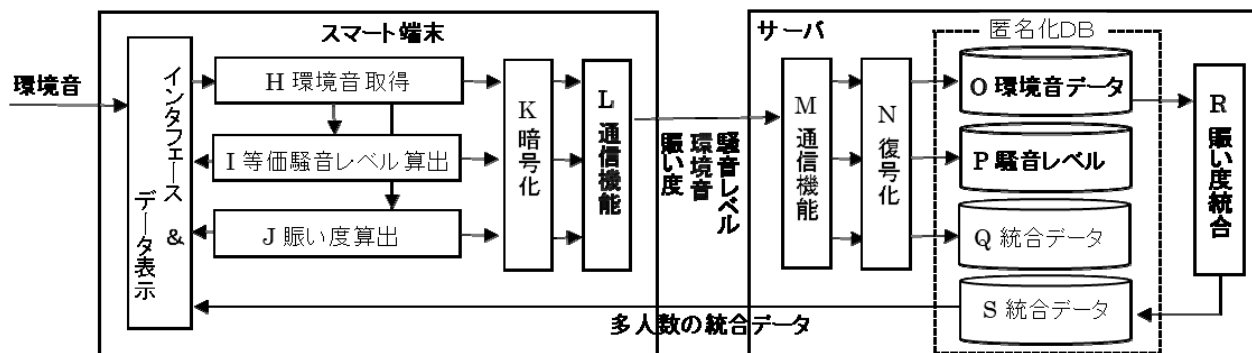 環境音
スマート端末
インタフェース &
データ表示
H 環境音取得
I 等価騒音レベル算出
J 賑い度算出
K 暗号化
L 通信機能
騒音レベル
環境音
賑い度
サーバ
M 通信機能
N 復号化
匿名化DB
O 環境音データ
P 騒音レベル
Q 統合データ
S 統合データ
R 賑い度統合
多人数の統合データ